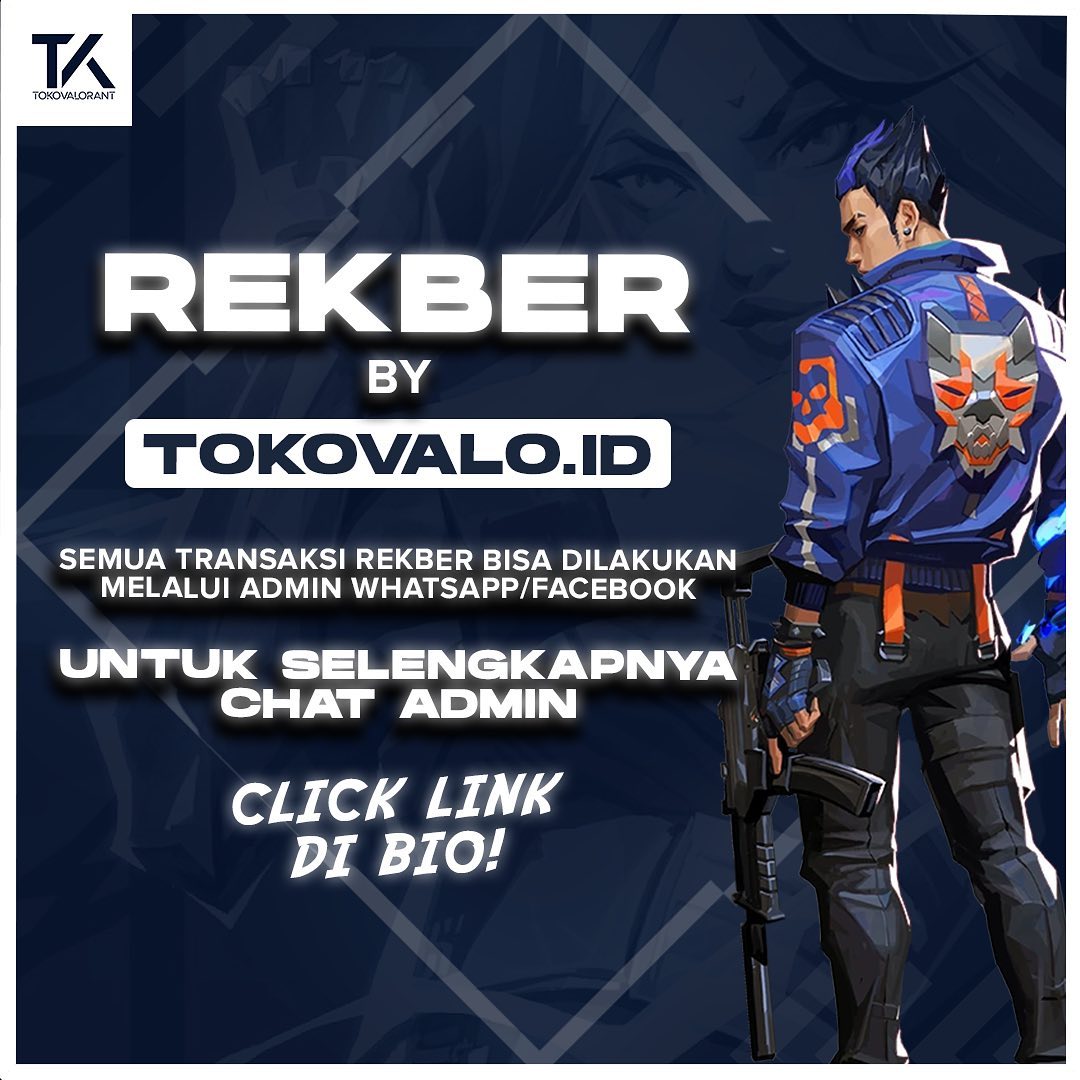 TK
TOKOVALORANT
REKBER
BY
TOKOVALO.ID
SEMUA TRANSAKSI REKBER BISA DILAKUKAN
MELALUI ADMIN WHATSAPP/FACEBOOK
UNTUK SELENGKAPNYA
CHAT ADMIN
CLICK LINK
DI BIO!